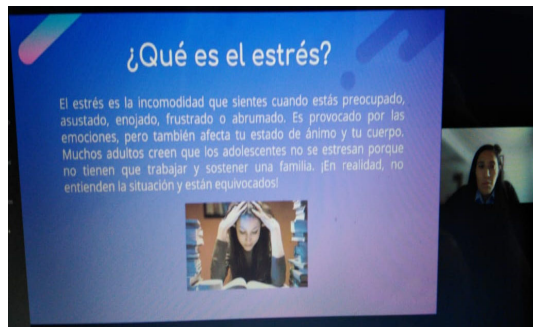 ¿Qué es el estrés?
El estrés es la incomodidad que sientes cuando estás preocupado,
asustado, enojado, frustrado o abrumado. Es provocado por las
emociones, pero también afecta tu estado de ánimo y tu cuerpo.
Muchos adultos creen que los adolescentes no se estresan porque
no tienen que trabajar y sostener una familia. ¡En realidad, no
entienden la situación y están equivocados!